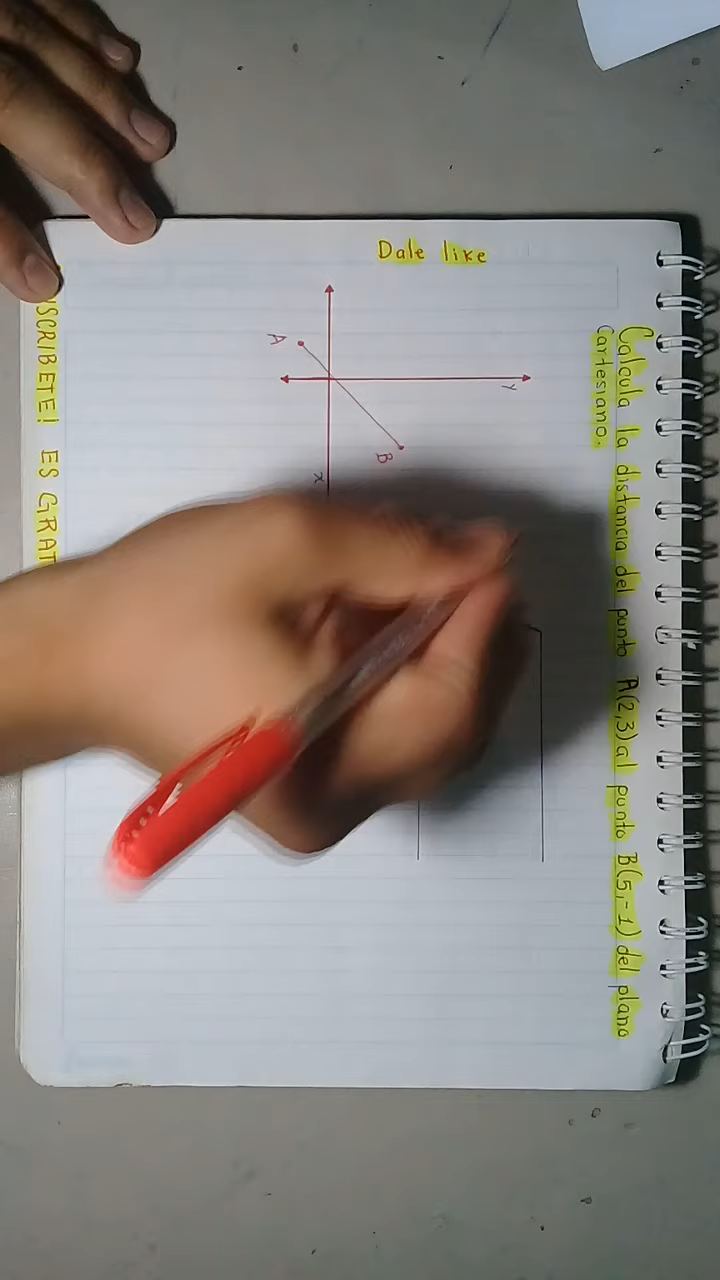 Calcula la distancia del punto A(2,3) al punto B(5,-1) del plano
cartesiano.
y
B
A
x
Dale like
SCRIBETE! ES GRAT